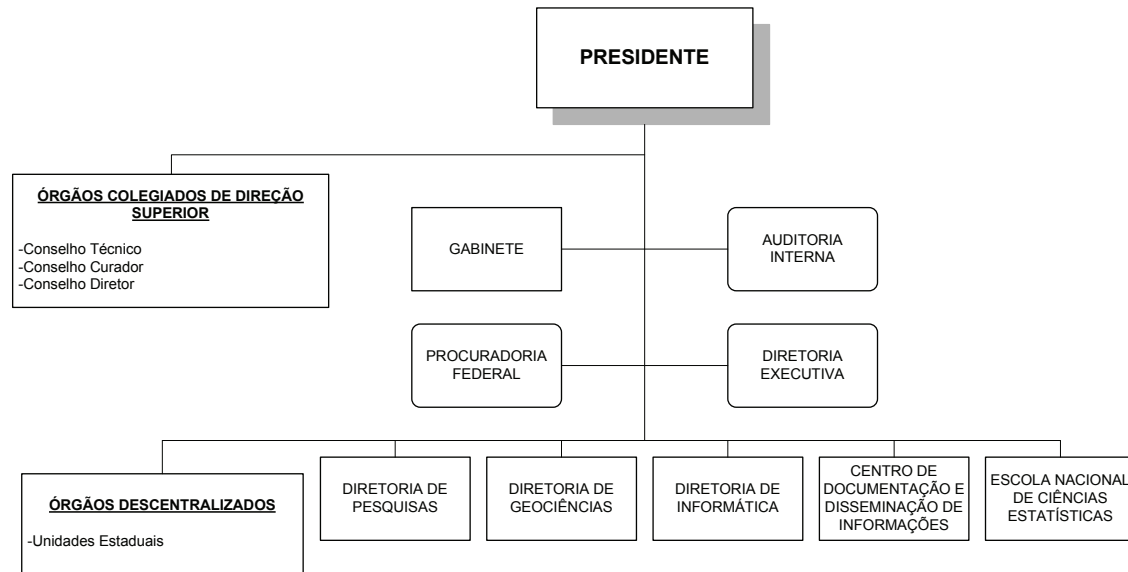 PRESIDENTE
ÓRGÃOS COLEGIADOS DE DIREÇÃO
SUPERIOR
-Conselho Técnico
-Conselho Curador
-Conselho Diretor
GABINETE
AUDITORIA
INTERNA
PROCURADORIA
FEDERAL
DIRETORIA
EXECUTIVA
ÓRGÃOS DESCENTRALIZADOS
-Unidades Estaduais
DIRETORIA DE
PESQUISAS
DIRETORIA DE
GEOCIÊNCIAS
DIRETORIA DE
INFORMÁTICA
CENTRO DE
DOCUMENTAÇÃO E
DISSEMINAÇÃO DE
INFORMAÇÕES
ESCOLA NACIONAL
DE CIÊNCIAS
ESTATÍSTICAS